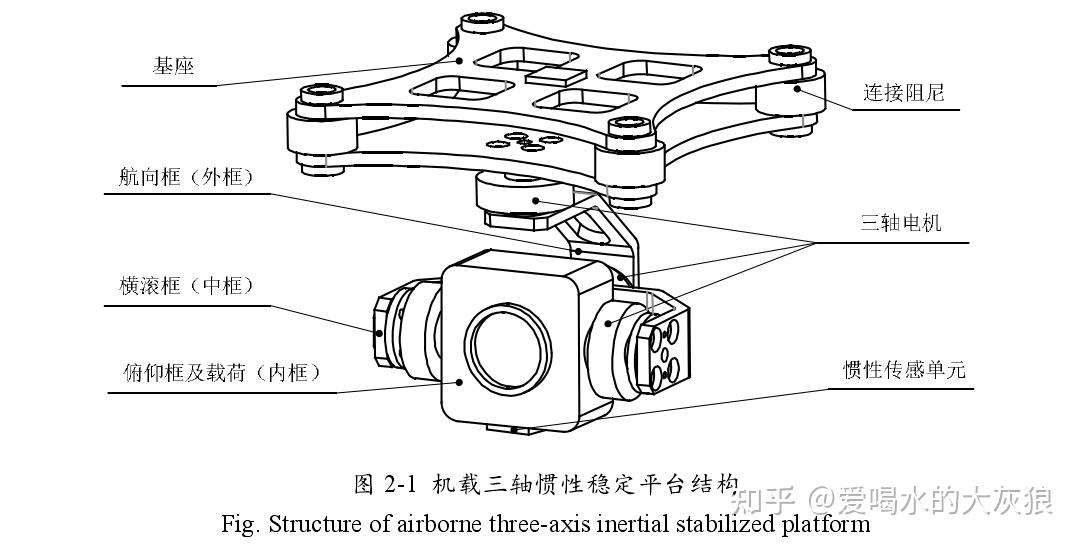 基座
连接阻尼
航向框（外框）
三轴电机
横滚框（中框）
俯仰框及载荷（内框）
惯性传感单元
图 2-1 机载三轴惯性稳定平台结构
知乎 @爱喝水的大灰狼
Fig. Structure of airborne three-axis inertial stabilized platform